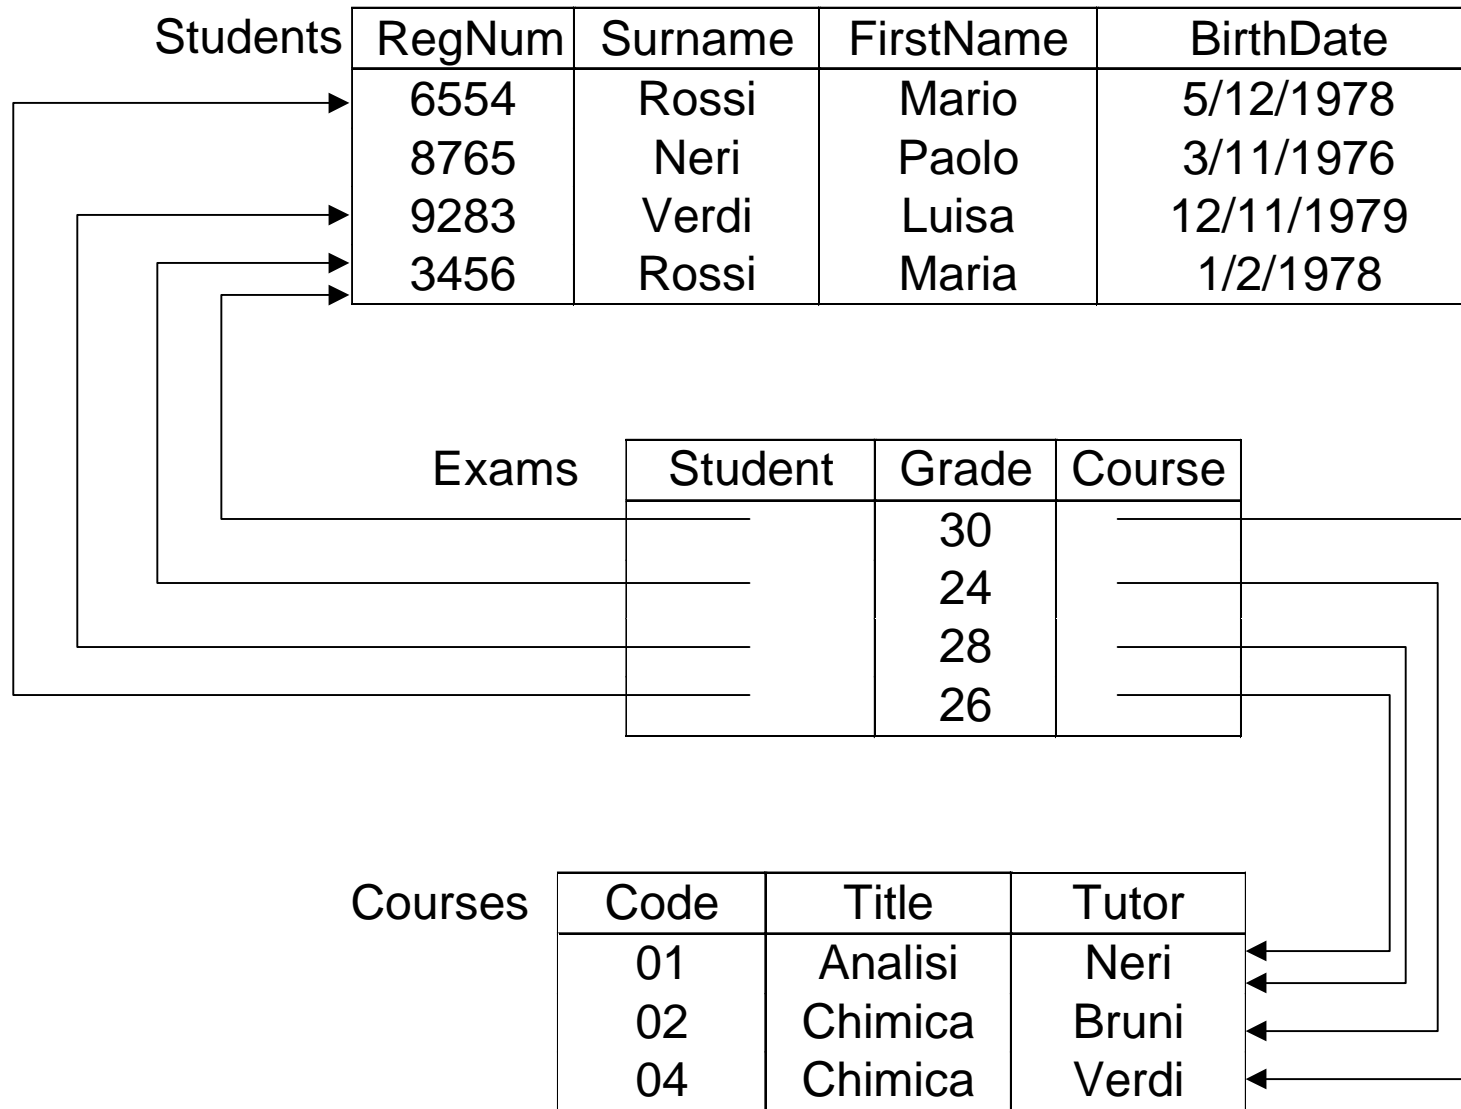 Students RegNum Surname FirstName BirthDate
6554 Rossi Mario 5/12/1978
8765 Neri Paolo 3/11/1976
9283 Verdi Luisa 12/11/1979
3456 Rossi Maria 1/2/1978
Exams Student Grade Course
30
24
28
26
Courses Code Title Tutor
01 Analisi Neri
02 Chimica Bruni
04 Chimica Verdi